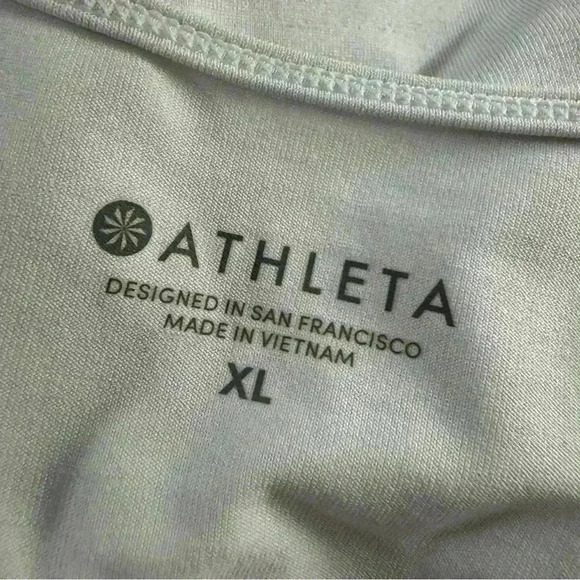 ATHLETA
DESIGNED IN SAN FRANCISCO
MADE IN VIETNAM
XL